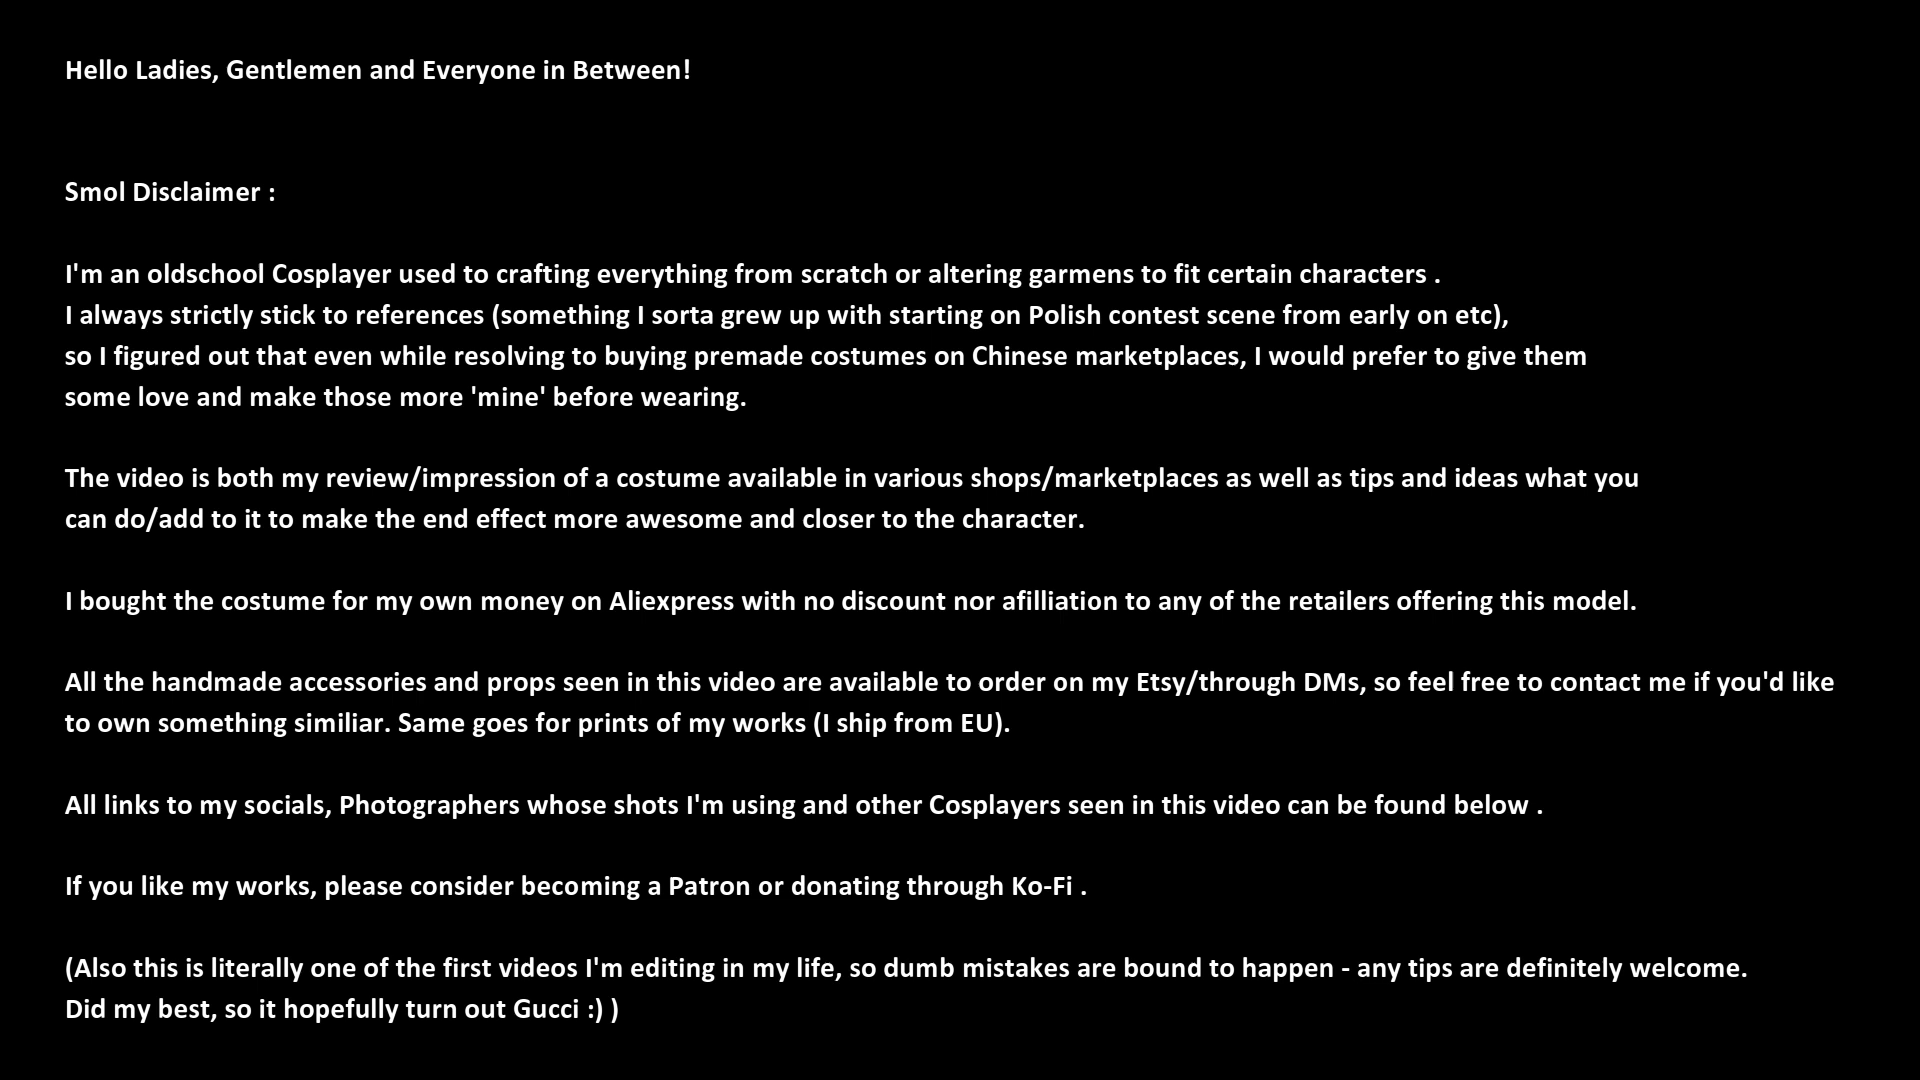 Hello Ladies, Gentlemen and Everyone in Between!
Smol Disclaimer :
I'm an oldschool Cosplayer used to crafting everything from scratch or altering garmens to fit certain characters .
I always strictly stick to references (something I sorta grew up with starting on Polish contest scene from early on etc),
so I figured out that even while resolving to buying premade costumes on Chinese marketplaces, I would prefer to give them
some love and make those more 'mine' before wearing.
The video is both my review/impression of a costume available in various shops/marketplaces as well as tips and ideas what you
can do/add to it to make the end effect more awesome and closer to the character.
I bought the costume for my own money on Aliexpress with no discount nor afilliation to any of the retailers offering this model.
All the handmade accessories and props seen in this video are available to order on my Etsy/through DMs, so feel free to contact me if you'd like
to own something similiar. Same goes for prints of my works (I ship from EU).
All links to my socials, Photographers whose shots I'm using and other Cosplayers seen in this video can be found below .
If you like my works, please consider becoming a Patron or donating through Ko-Fi .
(Also this is literally one of the first videos I'm editing in my life, so dumb mistakes are bound to happen - any tips are definitely welcome.
Did my best, so it hopefully turn out Gucci :) )